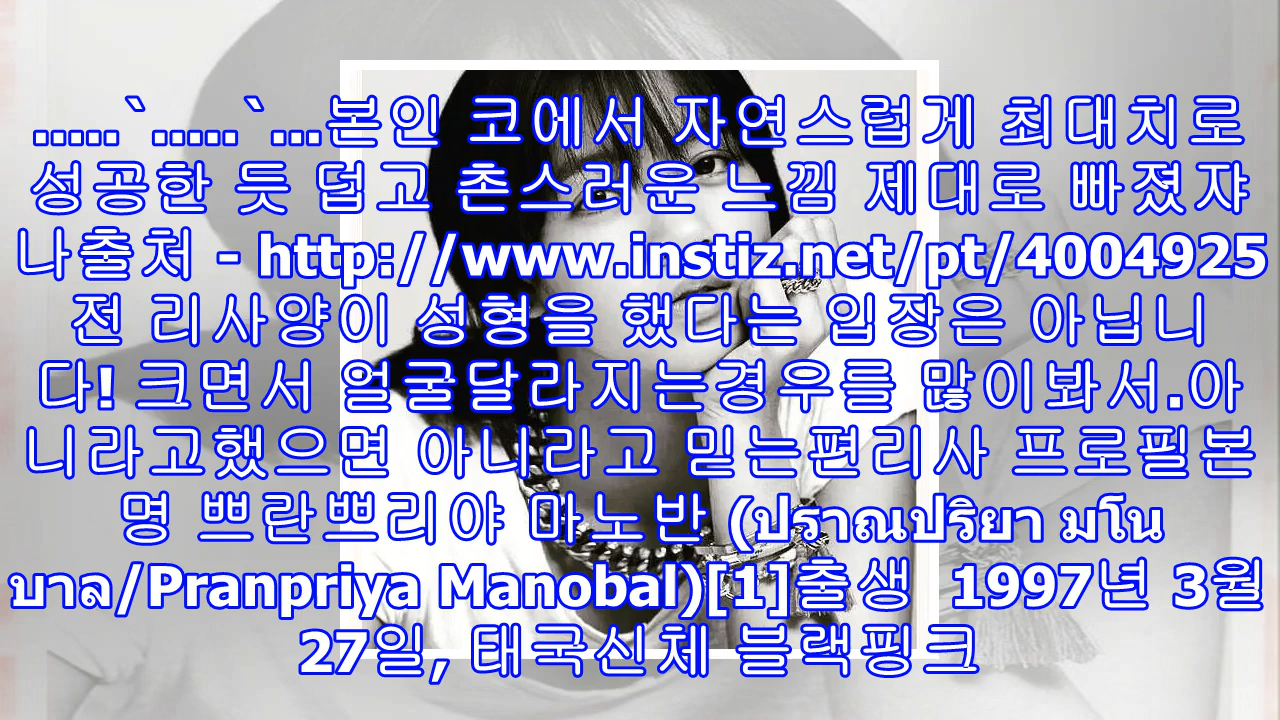 .....`.....`...본인 코에서 자연스럽게 최대치로
성공한 듯 덥고 촌스러운 느낌 제대로 빠졌쟈
나출처 - http://www.instiz.net/pt/4004925
전 리사양이 성형을 했다는 입장은 아닙니
다! 크면서 얼굴달라지는경우를 많이봐서.아
니라고했으면 아니라고 믿는편리사 프로필본
명 쁘란쁘리야 마노반 (ปราณปริยา มโน
บาล/Pranpriya Manobal)[1]출생  1997년 3월
27일, 태국신체 블랙핑크